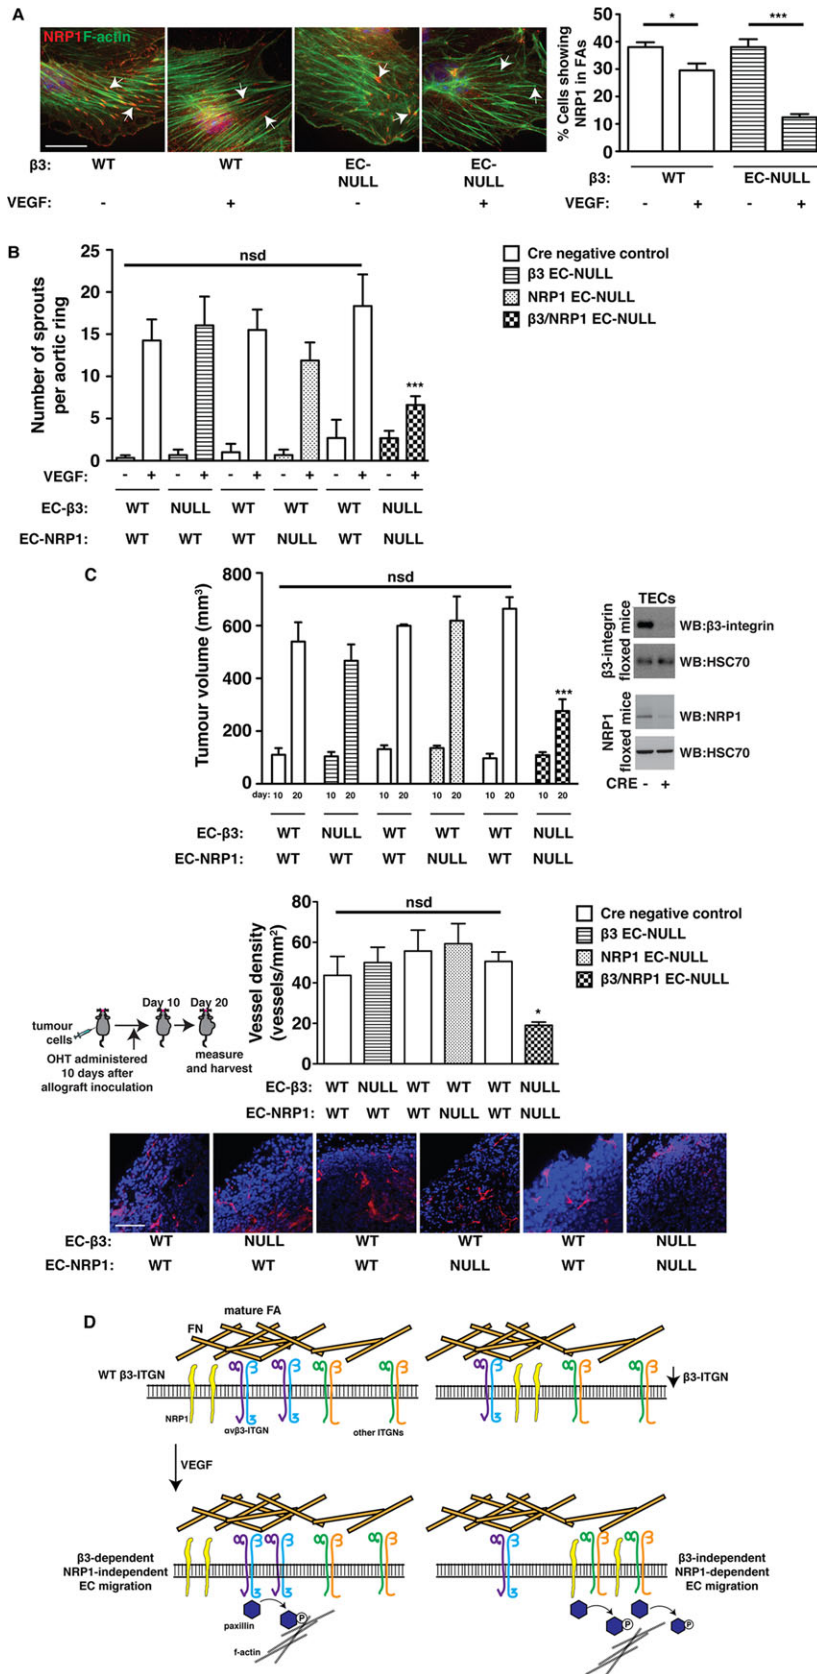 A
NRP1F-actin
β3: WT WT EC-NULL EC-NULL
VEGF: - + - +
% Cells showing NRP1 in FAs
50
40
30
20
10
0
* ***
β3: WT EC-NULL
VEGF: - + - +
B
Number of sprouts per aortic ring
25
20
15
10
5
0
nsd
***
VEGF: - + - + - + - + - + - +
EC-β3: WT NULL WT WT WT NULL
EC-NRP1: WT WT WT NULL WT NULL
Cre negative control
β3 EC-NULL
NRP1 EC-NULL
β3/NRP1 EC-NULL
C
Tumour volume (mm³)
800
600
400
200
0
nsd
***
day: 10 20 10 20 10 20 10 20 10 20 10 20
EC-β3: WT NULL WT WT WT NULL
EC-NRP1: WT WT WT NULL WT NULL
TECs
β3-integrin floxed mice
WB:β3-integrin
WB:HSC70
NRP1 floxed mice
WB:NRP1
WB:HSC70
CRE - +
tumour cells
Day 10 Day 20
OHT administered
10 days after
allograft inoculation
measure
and harvest
Vessel density (vessels/mm²)
80
60
40
20
0
nsd
*
EC-β3: WT NULL WT WT WT NULL
EC-NRP1: WT WT WT NULL WT NULL
Cre negative control
β3 EC-NULL
NRP1 EC-NULL
β3/NRP1 EC-NULL
EC-β3: WT NULL WT WT WT NULL
EC-NRP1: WT WT WT NULL WT NULL
D
mature FA
FN
WT β3-ITGN
NRP1
αvβ3-ITGN
other ITGNs
β3-ITGN
VEGF
β3-dependent
NRP1-independent
EC migration
paxillin
P
f-actin
β3-independent
NRP1-dependent
EC migration
P
P